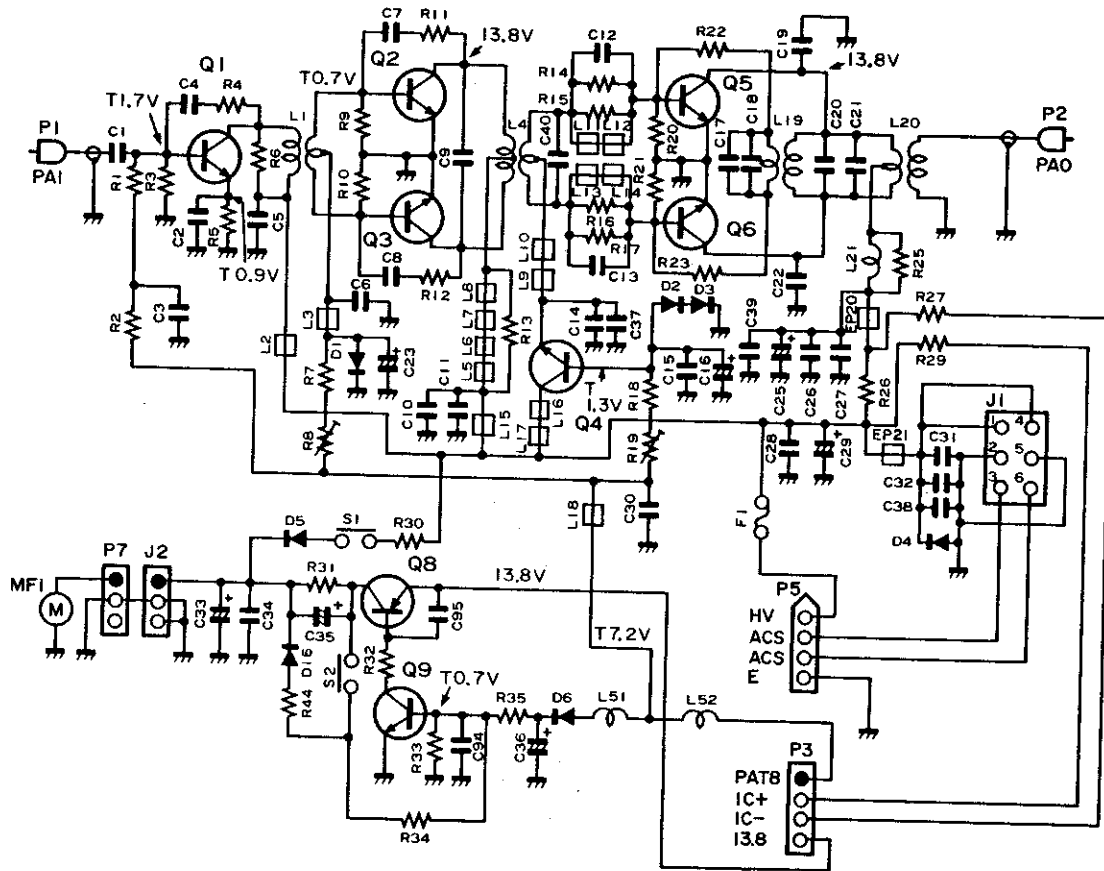 C7 R11
Q2
13.8V
C12
R22
C19
13.8V
Q1
T0.7V
R14
Q5
T1.7V
C4 R4
R15
P1
C1
L1
R9
L4
C40
L11 L12
R20
C17
C18
L19
C20
C21
L20
P2
PAI
R1
R3
R6
C9
R21
PAO
R10
L13 L14
R16
C2
R5
C5
Q3
R17
Q6
T0.9V
C8
R12
L10
C13
R23
L21
R25
C6
L9
D2 D3
C22
R2
C3
L3
L8
L7
R13
C14
C37
C39
EP20
R27
L2
D1
C23
L6
R29
R7
C11
L5
C15
C16
C25
C26
C27
R26
C10
L15
L16
T
1.3V
R18
J1
R8
L17
Q4
R19
C28
C29
EP21
C31
1 4
2 5
3 6
C32
C38
L18
C30
F1
D4
D5 S1 R30
P7 J2
R31
Q8
13.8V
MF1
M
C33
C34
C35
C95
P5
HV
ACS
ACS
E
T7.2V
D16
S2
R32
Q9
T0.7V
R44
R35
D6
L51
L52
R33
C94
C36
P3
PAT8
IC+
IC-
13.8
R34